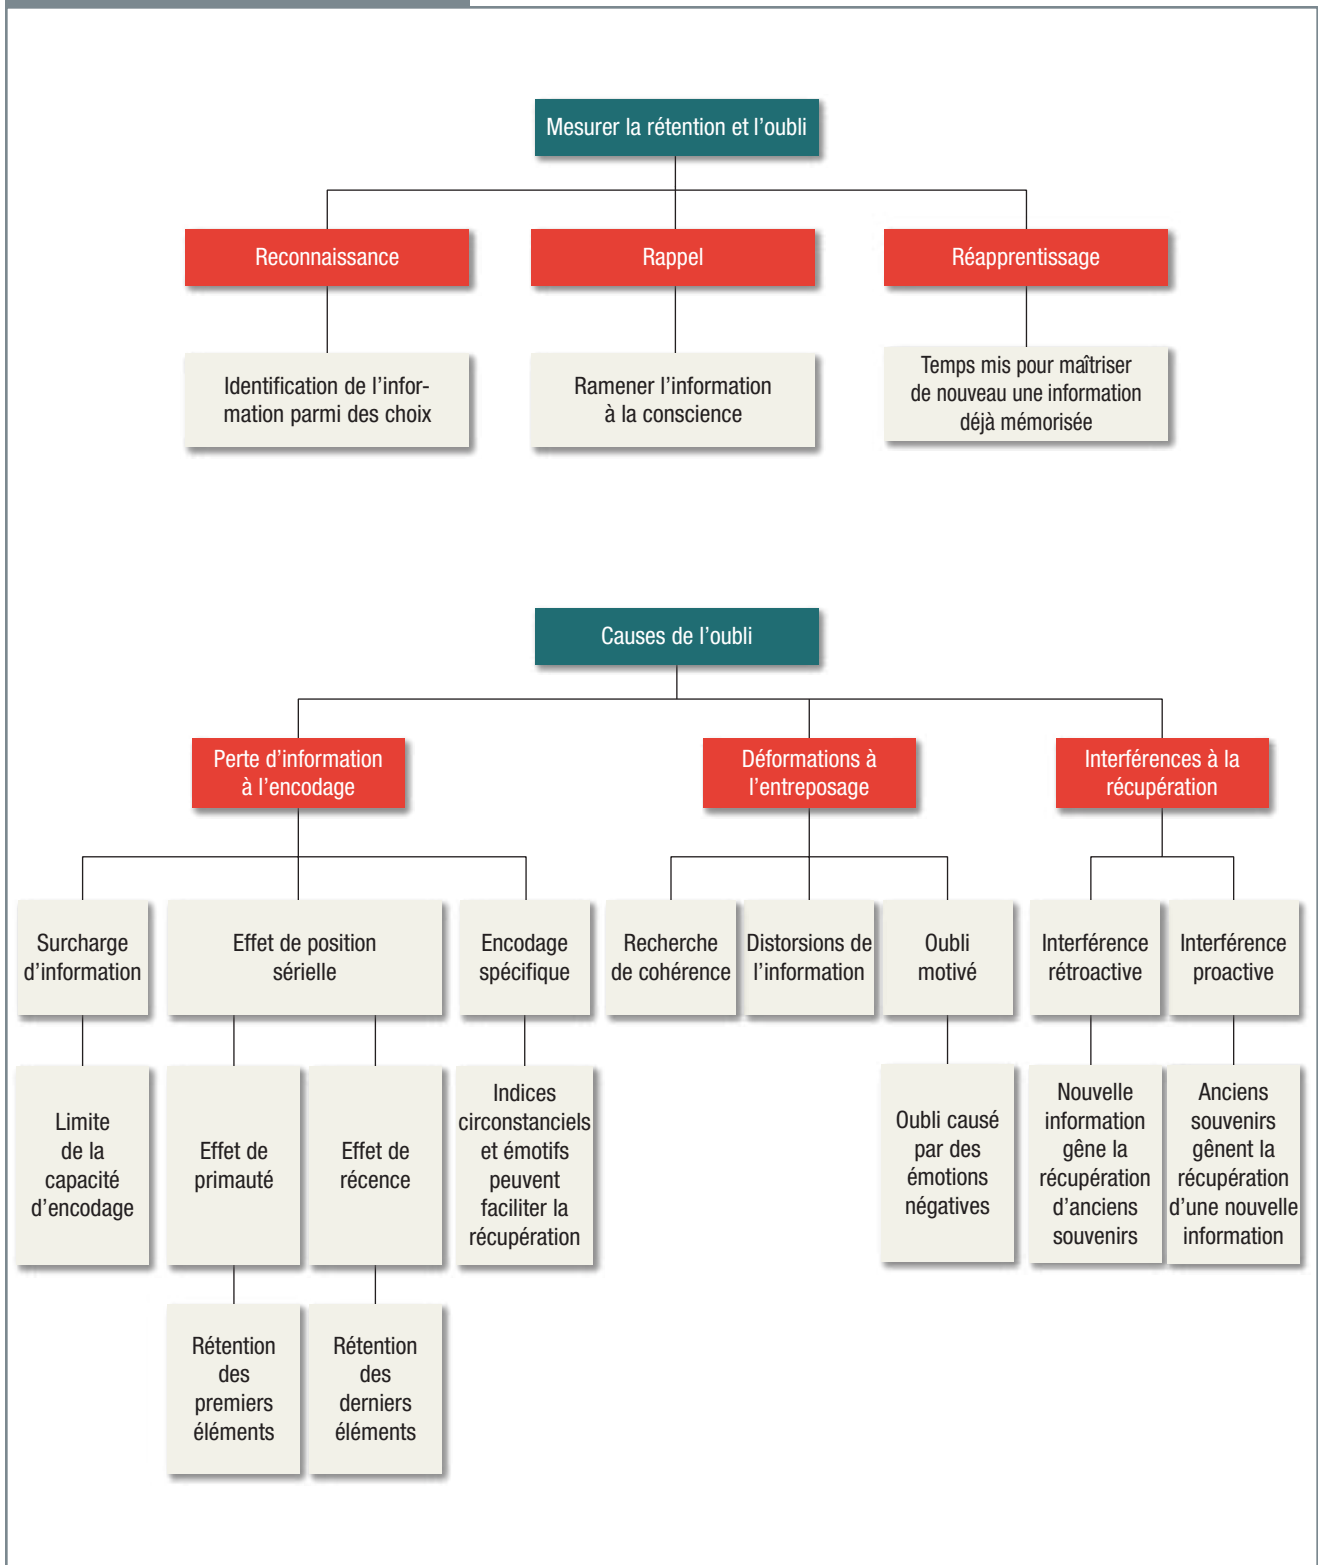 Mesurer la rétention et l'oubli
Reconnaissance
Rappel
Réapprentissage
Identification de l'infor-
mation parmi des choix
Ramener l'information
à la conscience
Temps mis pour maîtriser
de nouveau une information
déjà mémorisée
Causes de l'oubli
Perte d'information
à l'encodage
Déformations à
l'entreposage
Interférences à la
récupération
Surcharge
d'information
Effet de position
sérielle
Encodage
spécifique
Recherche
de cohérence
Distorsions de
l'information
Oubli
motivé
Interférence
rétroactive
Interférence
proactive
Limite
de la
capacité
d'encodage
Effet de
primauté
Effet de
récence
Indices
circonstanciels
et émotifs
peuvent
faciliter la
récupération
Oubli causé
par des
émotions
négatives
Nouvelle
information
gêne la
récupération
d'anciens
souvenirs
Anciens
souvenirs
gênent la
récupération
d'une nouvelle
information
Rétention
des
premiers
éléments
Rétention
des
derniers
éléments